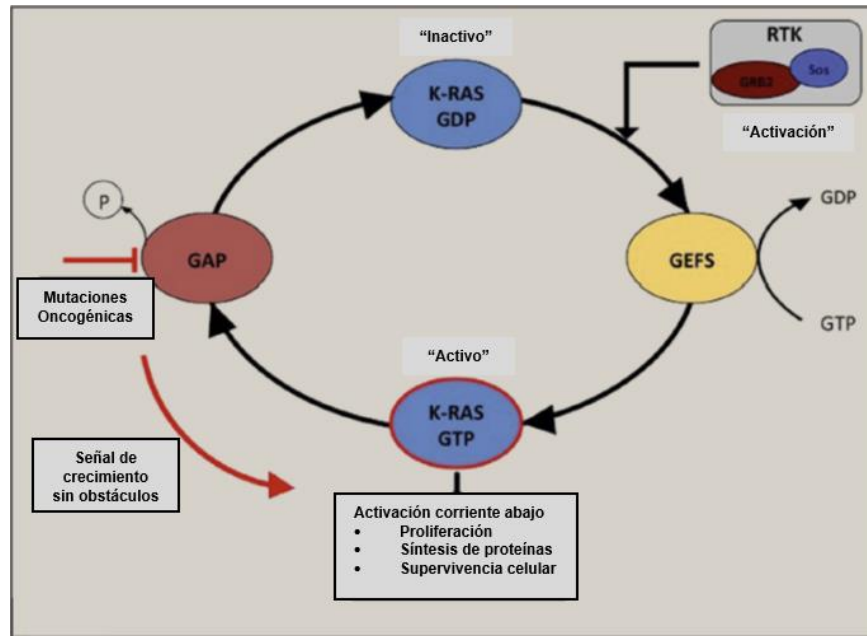 “Inactivo”
RTK
GRB2
Sos
“Activación”
K-RAS
GDP
P
GAP
GEFS
GDP
GTP
Mutaciones
Oncogénicas
“Activo”
K-RAS
GTP
Señal de
crecimiento
sin obstáculos
Activación corriente abajo
• Proliferación
• Síntesis de proteínas
• Supervivencia celular